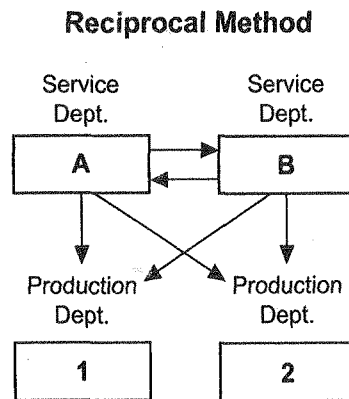 Reciprocal Method
Service Dept.
Service Dept.
A
B
Production Dept.
Production Dept.
1
2